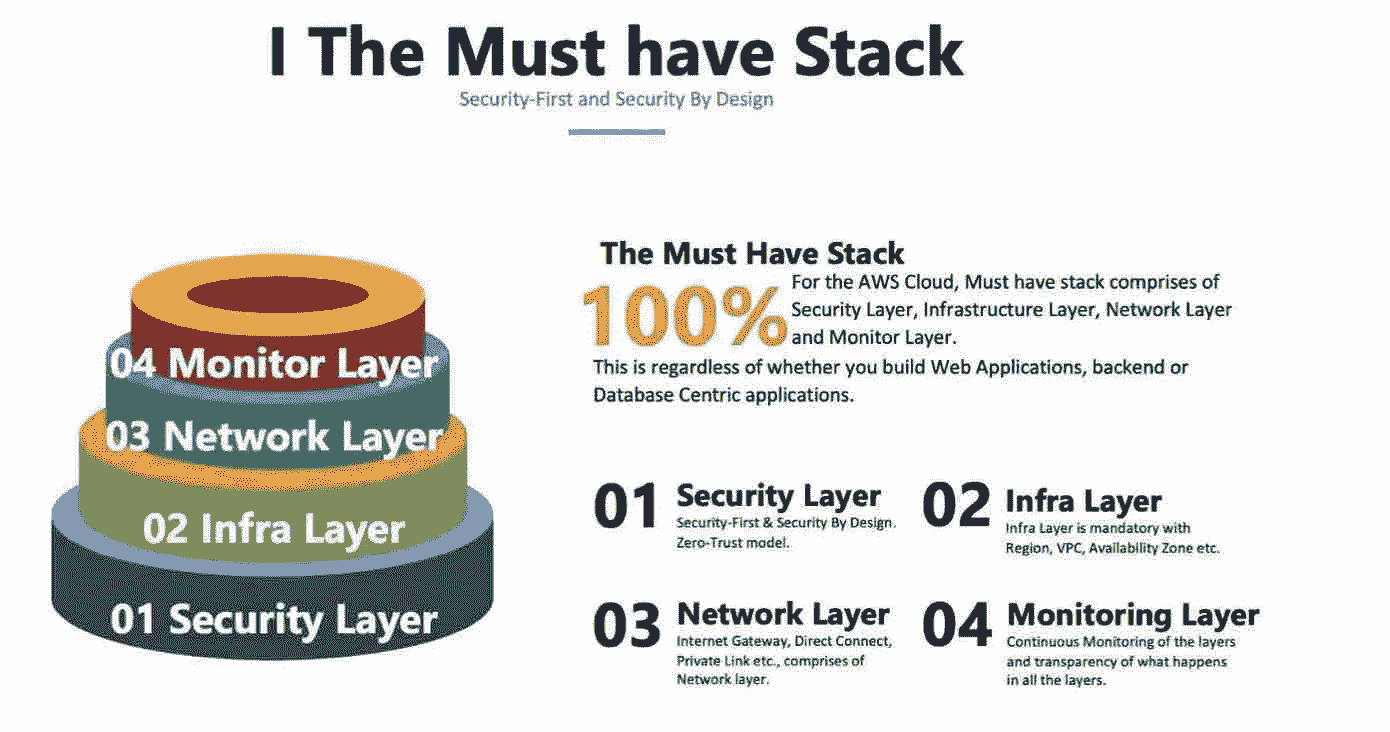 I The Must have Stack
Security-First and Security By Design
04 Monitor Layer
03 Network Layer
02 Infra Layer
01 Security Layer
The Must Have Stack
100%
For the AWS Cloud, Must have stack comprises of
Security Layer, Infrastructure Layer, Network Layer
and Monitor Layer.
This is regardless of whether you build Web Applications, backend or
Database Centric applications.
01 Security Layer
Security-First & Security By Design.
Zero-Trust model.
02 Infra Layer
Infra Layer is mandatory with
Region, VPC, Availability Zone etc.
03 Network Layer
Internet Gateway, Direct Connect,
Private Link etc., comprises of
Network layer.
04 Monitoring Layer
Continuous Monitoring of the layers
and transparency of what happens
in all the layers.